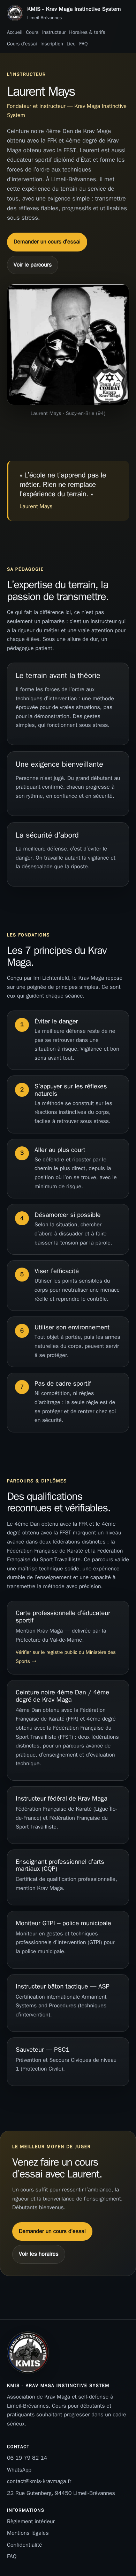 KMIS - Krav Maga Instinctive System
Limeil-Brévannes
Accueil Cours Instructeur Horaires & tarifs
Cours d'essai Inscription Lieu FAQ
L'INSTRUCTEUR
Laurent Mays
Fondateur et instructeur — Krav Maga Instinctive
System
Ceinture noire 4ème Dan de Krav Maga
obtenu avec la FFK et 4ème degré de Krav
Maga obtenu avec la FFST, Laurent est aussi
éducateur sportif diplômé d'État et forme les
forces de l'ordre aux techniques
d'intervention. À Limeil-Brévannes, il met
cette expérience du terrain au service de
tous, avec une exigence simple : transmettre
des réflexes fiables, progressifs et utilisables
sous stress.
Demander un cours d'essai
Voir le parcours
KMIS
Laurent Mays · Sucy-en-Brie (94)
« L'école ne t'apprend pas le
métier. Rien ne remplace
l'expérience du terrain. »
Laurent Mays
SA PÉDAGOGIE
L'expertise du terrain, la
passion de transmettre.
Ce qui fait la différence ici, ce n'est pas
seulement un palmarès : c'est un instructeur qui
a la rigueur du métier et une vraie attention pour
chaque élève. Sous une allure de dur, un
pédagogue patient.
Le terrain avant la théorie
Il forme les forces de l'ordre aux
techniques d'intervention : une méthode
éprouvée pour de vraies situations, pas
pour la démonstration. Des gestes
simples, qui fonctionnent sous stress.
Une exigence bienveillante
Personne n'est jugé. Du grand débutant au
pratiquant confirmé, chacun progresse à
son rythme, en confiance et en sécurité.
La sécurité d'abord
La meilleure défense, c'est d'éviter le
danger. On travaille autant la vigilance et
la désescalade que la riposte.
LES FONDATIONS
Les 7 principes du Krav
Maga.
Conçu par Imi Lichtenfeld, le Krav Maga repose
sur une poignée de principes simples. Ce sont
eux qui guident chaque séance.
1
Éviter le danger
La meilleure défense reste de ne
pas se retrouver dans une
situation à risque. Vigilance et bon
sens avant tout.
2
S'appuyer sur les réflexes
naturels
La méthode se construit sur les
réactions instinctives du corps,
faciles à retrouver sous stress.
3
Aller au plus court
Se défendre et riposter par le
chemin le plus direct, depuis la
position où l'on se trouve, avec le
minimum de risque.
4
Désamorcer si possible
Selon la situation, chercher
d'abord à dissuader et à faire
baisser la tension par la parole.
5
Viser l'efficacité
Utiliser les points sensibles du
corps pour neutraliser une menace
réelle et reprendre le contrôle.
6
Utiliser son environnement
Tout objet à portée, puis les armes
naturelles du corps, peuvent servir
à se protéger.
7
Pas de cadre sportif
Ni compétition, ni règles
d'arbitrage : la seule règle est de
se protéger et de rentrer chez soi
en sécurité.
PARCOURS & DIPLÔMES
Des qualifications
reconnues et vérifiables.
Le 4ème Dan obtenu avec la FFK et le 4ème
degré obtenu avec la FFST marquent un niveau
avancé dans deux fédérations distinctes : la
Fédération Française de Karaté et la Fédération
Française du Sport Travailliste. Ce parcours valide
une maîtrise technique solide, une expérience
durable de l'enseignement et une capacité à
transmettre la méthode avec précision.
Carte professionnelle d'éducateur
sportif
Mention Krav Maga — délivrée par la
Préfecture du Val-de-Marne.
Vérifier sur le registre public du Ministère des
Sports →
Ceinture noire 4ème Dan / 4ème
degré de Krav Maga
4ème Dan obtenu avec la Fédération
Française de Karaté (FFK) et 4ème degré
obtenu avec la Fédération Française du
Sport Travailliste (FFST) : deux fédérations
distinctes, pour un parcours avancé de
pratique, d'enseignement et d'évaluation
technique.
Instructeur fédéral de Krav Maga
Fédération Française de Karaté (Ligue Île-
de-France) et Fédération Française du
Sport Travailliste.
Enseignant professionnel d'arts
martiaux (CQP)
Certificat de qualification professionnelle,
mention Krav Maga.
Moniteur GTPI – police municipale
Moniteur en gestes et techniques
professionnels d'intervention (GTPI) pour
la police municipale.
Instructeur bâton tactique — ASP
Certification internationale Armament
Systems and Procedures (techniques
d'intervention).
Sauveteur — PSC1
Prévention et Secours Civiques de niveau
1 (Protection Civile).
LE MEILLEUR MOYEN DE JUGER
Venez faire un cours
d'essai avec Laurent.
Un cours suffit pour ressentir l'ambiance, la
rigueur et la bienveillance de l'enseignement.
Débutants bienvenus.
Demander un cours d'essai
Voir les horaires
KMIS
KMIS - KRAV MAGA INSTINCTIVE SYSTEM
Association de Krav Maga et self-défense à
Limeil-Brévannes. Cours pour débutants et
pratiquants souhaitant progresser dans un cadre
sérieux.
CONTACT
06 19 79 82 14
WhatsApp
contact@kmis-kravmaga.fr
22 Rue Gutenberg, 94450 Limeil-Brévannes
INFORMATIONS
Règlement intérieur
Mentions légales
Confidentialité
FAQ